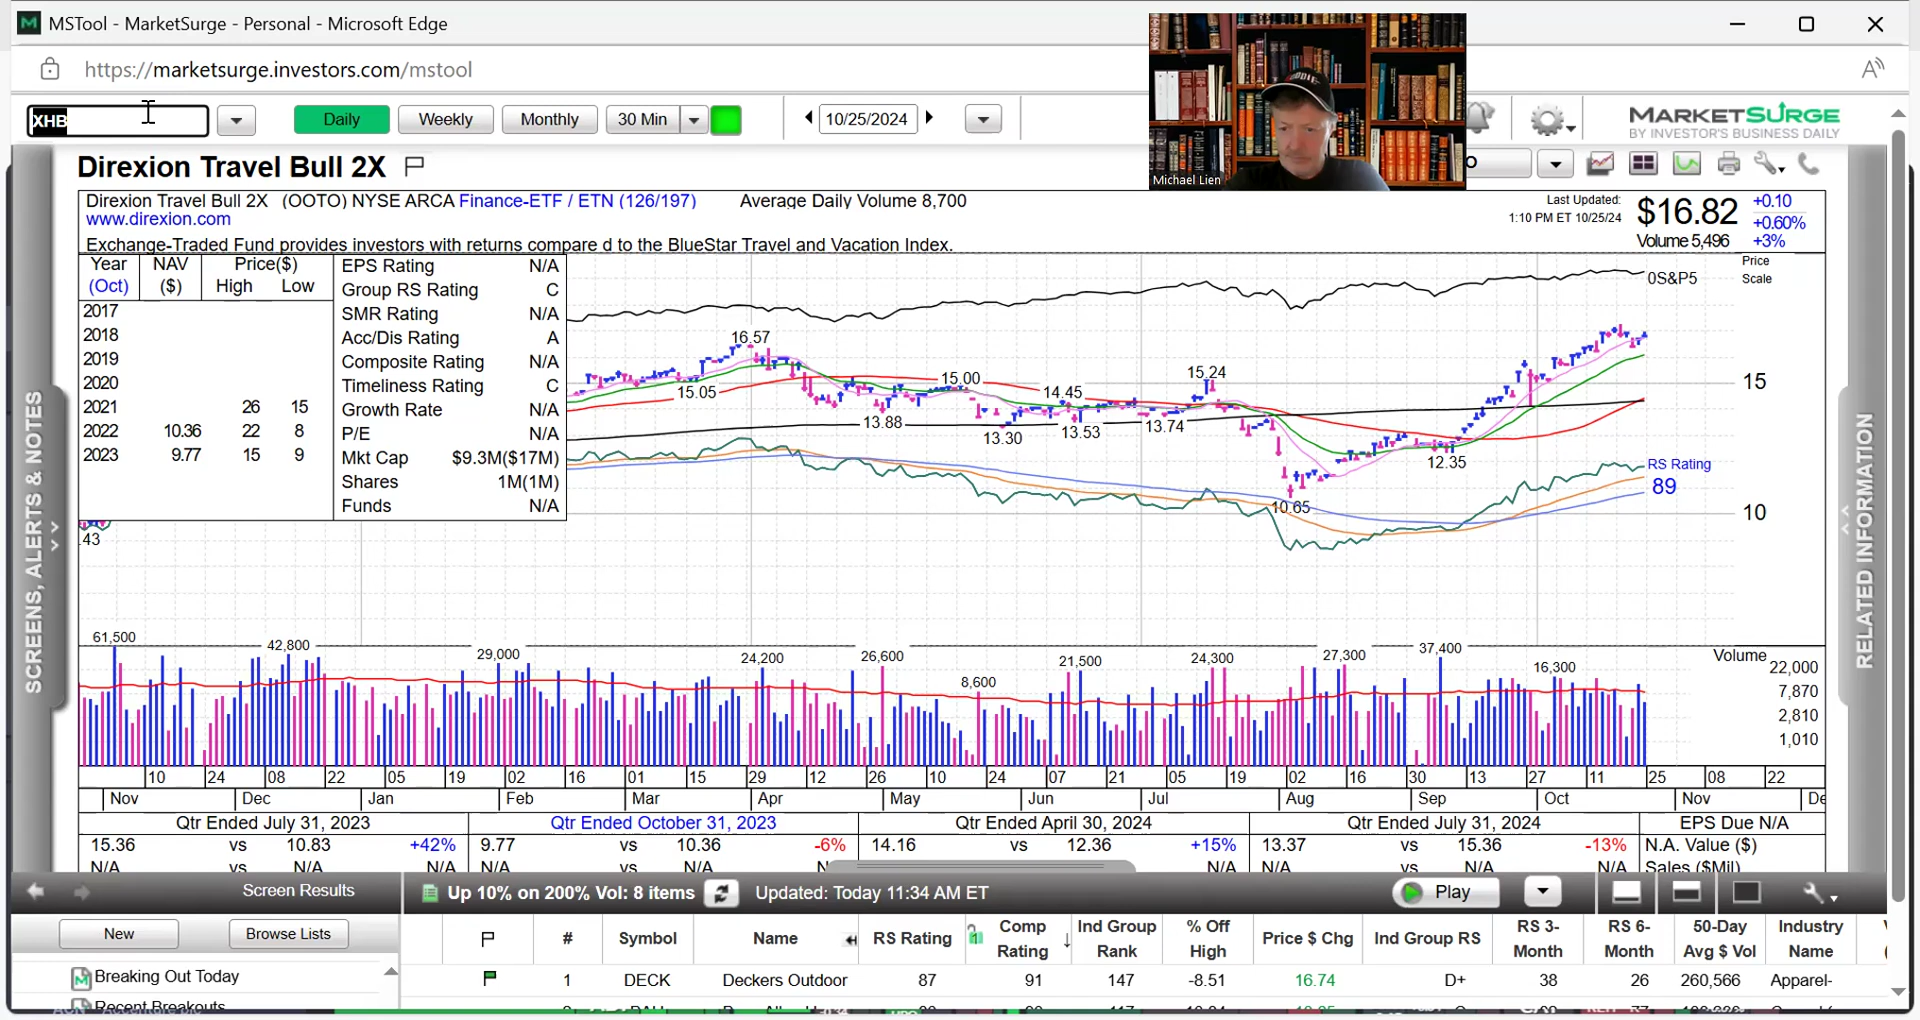 MSTool - MarketSurge - Personal - Microsoft Edge
https://marketsurge.investors.com/mstool
XHB
Daily
Weekly
Monthly
30 Min
10/25/2024
MARKETSURGE
BY INVESTOR'S BUSINESS DAILY
Michael Lien
Direxion Travel Bull 2X
Direxion Travel Bull 2X (OOTO) NYSE ARCA Finance-ETF / ETN (126/197) Average Daily Volume 8,700
www.direxion.com
Exchange-Traded Fund provides investors with returns compare d to the BlueStar Travel and Vacation Index.
Last Updated:
1:10 PM ET 10/25/24
$16.82
Volume 5,496
+0.10
+0.60%
+3%
Year NAV Price($)
(Oct) ($) High Low
2017
2018
2019
2020
2021 26 15
2022 10.36 22 8
2023 9.77 15 9
EPS Rating N/A
Group RS Rating C
SMR Rating N/A
Acc/Dis Rating A
Composite Rating N/A
Timeliness Rating C
Growth Rate N/A
P/E N/A
Mkt Cap $9.3M($17M)
Shares 1M(1M)
Funds N/A
Price
Scale
0S&P5
16.57
15.05
15.00
13.88
14.45
13.30
13.53
13.74
15.24
10.65
12.35
15
10
RS Rating
89
.43
SCREENS, ALERTS & NOTES
RELATED INFORMATION
61,500 42,800 29,000 24,200 26,600 8,600 21,500 24,300 27,300 37,400 16,300
Volume
22,000
7,870
2,810
1,010
10 24 08 22 05 19 02 16 01 15 29 12 26 10 24 07 21 05 19 02 16 30 13 27 11 25 08 22
Nov Dec Jan Feb Mar Apr May Jun Jul Aug Sep Oct Nov De
Qtr Ended July 31, 2023 Qtr Ended October 31, 2023 Qtr Ended April 30, 2024 Qtr Ended July 31, 2024 EPS Due N/A
15.36 vs 10.83 +42% 9.77 vs 10.36 -6% 14.16 vs 12.36 +15% 13.37 vs 15.36 -13% N.A. Value ($)
N/A vs N/A N/A N/A vs N/A N/A vs N/A N/A N/A vs N/A N/A Sales ($Mil)
Screen Results
Up 10% on 200% Vol: 8 items
Updated: Today 11:34 AM ET
Play
New
Browse Lists
# Symbol Name RS Rating Comp Rating Ind Group Rank % Off High Price $ Chg Ind Group RS RS 3-Month RS 6-Month 50-Day Avg $ Vol Industry Name
Breaking Out Today
1 DECK Deckers Outdoor 87 91 147 -8.51 16.74 D+ 38 26 260,566 Apparel-
Recent Breakouts